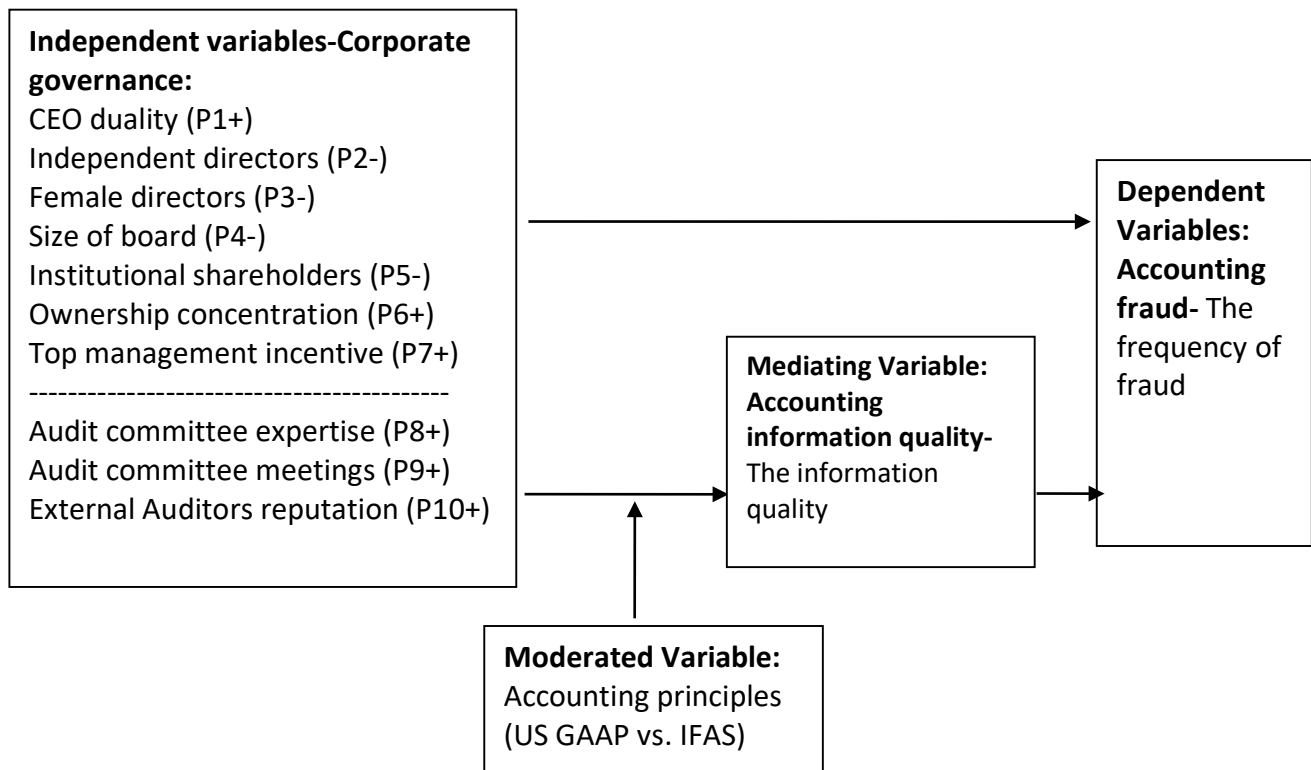 Independent variables-Corporate
governance:
CEO duality (P1+)
Independent directors (P2-)
Female directors (P3-)
Size of board (P4-)
Institutional shareholders (P5-)
Ownership concentration (P6+)
Top management incentive (P7+)
-------------------------------------------
Audit committee expertise (P8+)
Audit committee meetings (P9+)
External Auditors reputation (P10+)
Mediating Variable:
Accounting
information quality-
The information
quality
Dependent
Variables:
Accounting
fraud- The
frequency of
fraud
Moderated Variable:
Accounting principles
(US GAAP vs. IFAS)